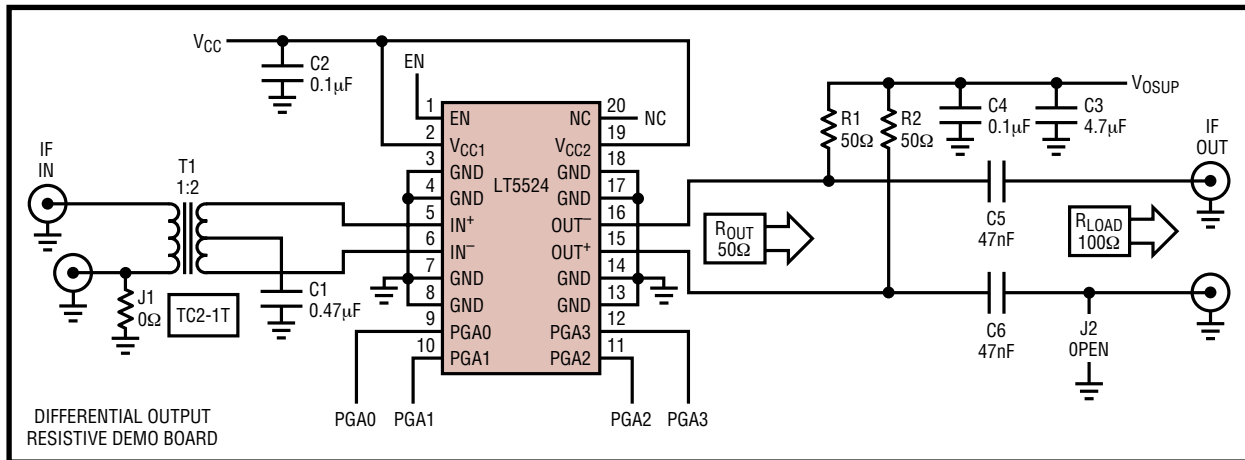 VCC
C2
0.1µF
EN
IF
IN
T1
1:2
J1
0Ω
TC2-1T
C1
0.47µF
1
EN
2
VCC1
3
GND
4
GND
5
IN+
6
IN–
7
GND
8
GND
9
PGA0
10
PGA1
LT5524
20
NC
NC
19
VCC2
18
GND
17
GND
16
OUT–
15
OUT+
14
GND
13
GND
12
PGA3
11
PGA2
PGA0
PGA1
PGA2
PGA3
R1
50Ω
R2
50Ω
C4
0.1µF
C3
4.7µF
VOSUP
IF
OUT
ROUT
50Ω
C5
47nF
RLOAD
100Ω
C6
47nF
J2
OPEN
DIFFERENTIAL OUTPUT
RESISTIVE DEMO BOARD